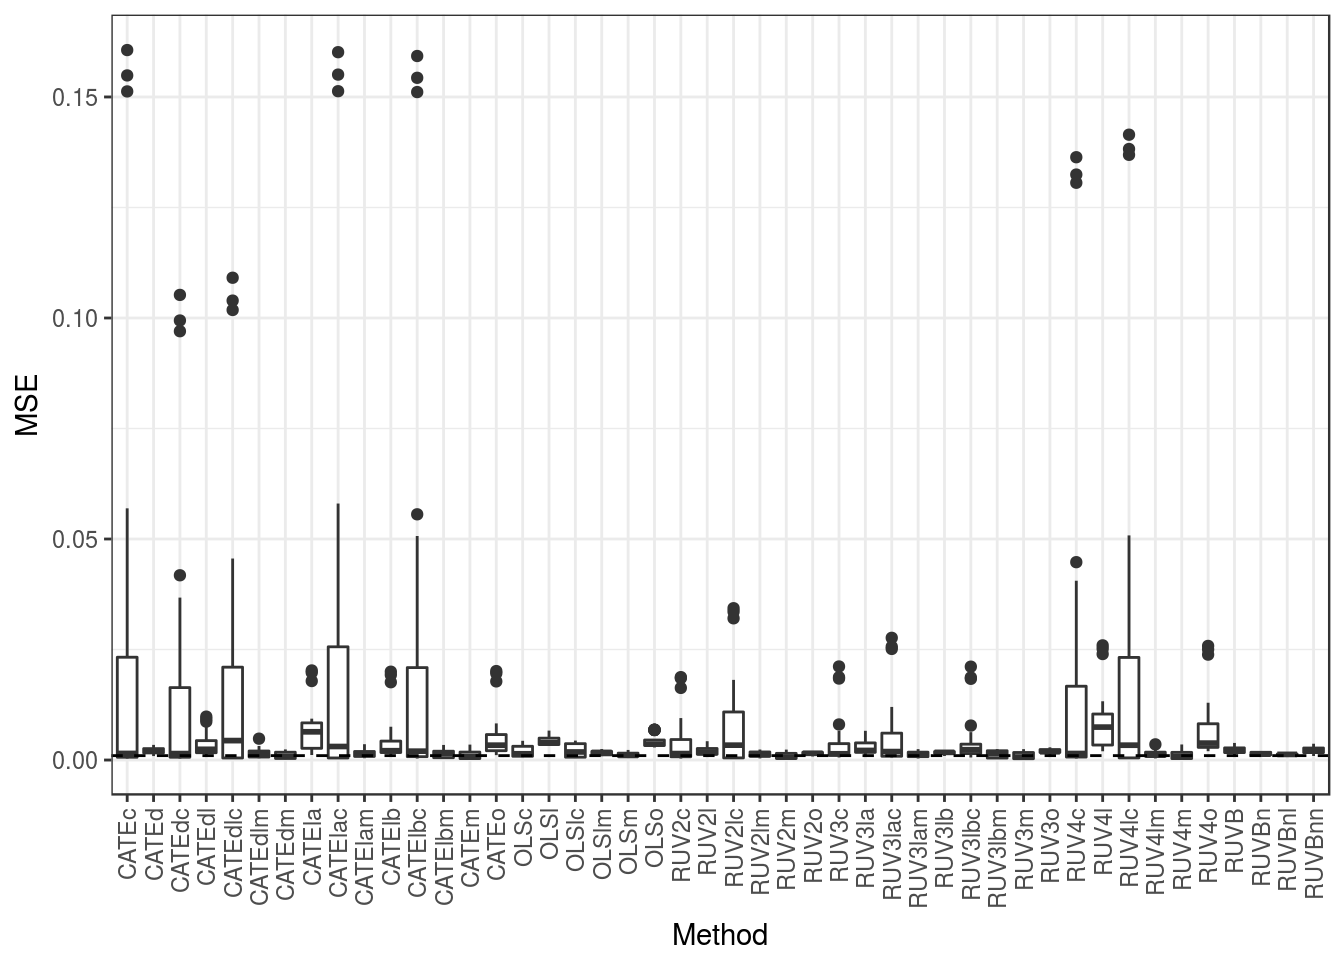 0.15
0.10
0.05
0.00
MSE
CATEc
CATEd
CATEdc
CATEdl
CATEdlc
CATEdlm
CATEdm
CATEla
CATElac
CATElam
CATElb
CATElbc
CATElbm
CATEm
CATEo
OLSc
OLSl
OLSlc
OLSlm
OLSm
OLSo
RUV2c
RUV2l
RUV2lc
RUV2lm
RUV2m
RUV2o
RUV3c
RUV3la
RUV3lac
RUV3lam
RUV3lb
RUV3lbc
RUV3lbm
RUV3m
RUV3o
RUV4c
RUV4l
RUV4lc
RUV4lm
RUV4m
RUV4o
RUVB
RUVBn
RUVBnl
RUVBnn
Method